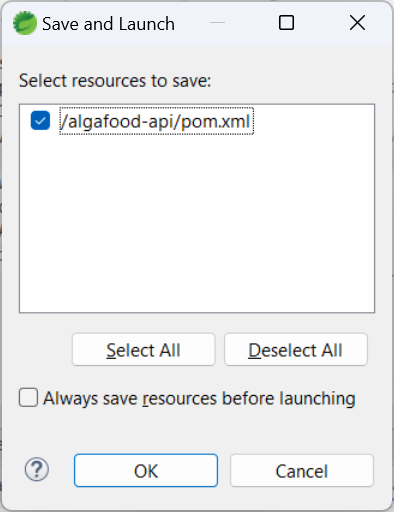 Save and Launch
Select resources to save:
/algafood-api/pom.xml
Select All
Deselect All
Always save resources before launching
?
OK
Cancel